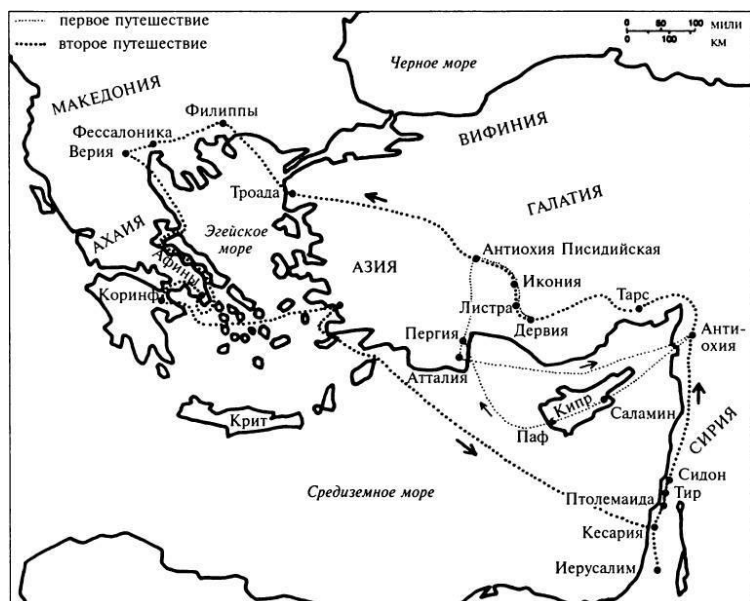 первое путешествие
второе путешествие
0
100
мили
0
100
км
Черное море
МАКЕДОНИЯ
Филиппы
Фессалоника
Верия
ВИФИНИЯ
Троада
ГАЛАТИЯ
АХАИЯ
Эгейское
море
Афины
АЗИЯ
Антиохия Писидийская
Икония
Листра
Дервия
Тарс
Коринф
Пергия
Атталия
Анти-
охия
Кипр
Саламин
Паф
Крит
СИРИЯ
Средиземное море
Сидон
Тир
Птолемаида
Кесария
Иерусалим